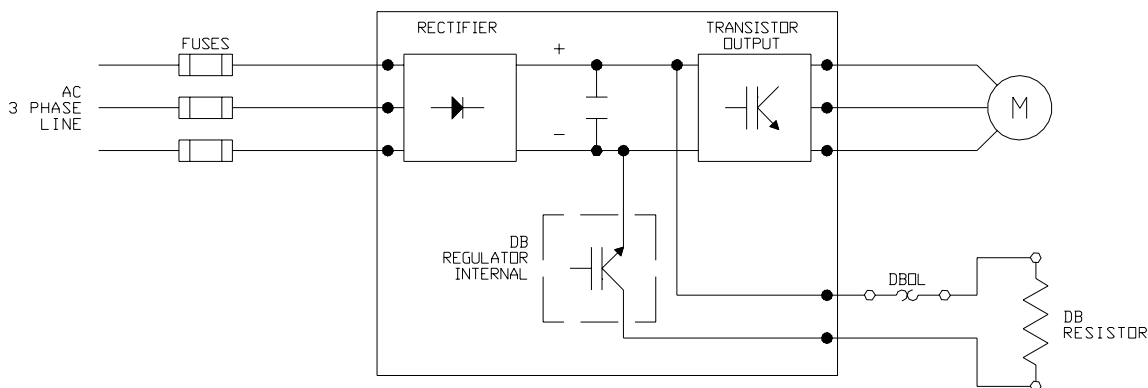 RECTIFIER
TRANSISTOR
OUTPUT
FUSES
+
AC
3 PHASE
LINE
M
−
DB
REGULATOR
INTERNAL
DBOL
DB
RESISTOR